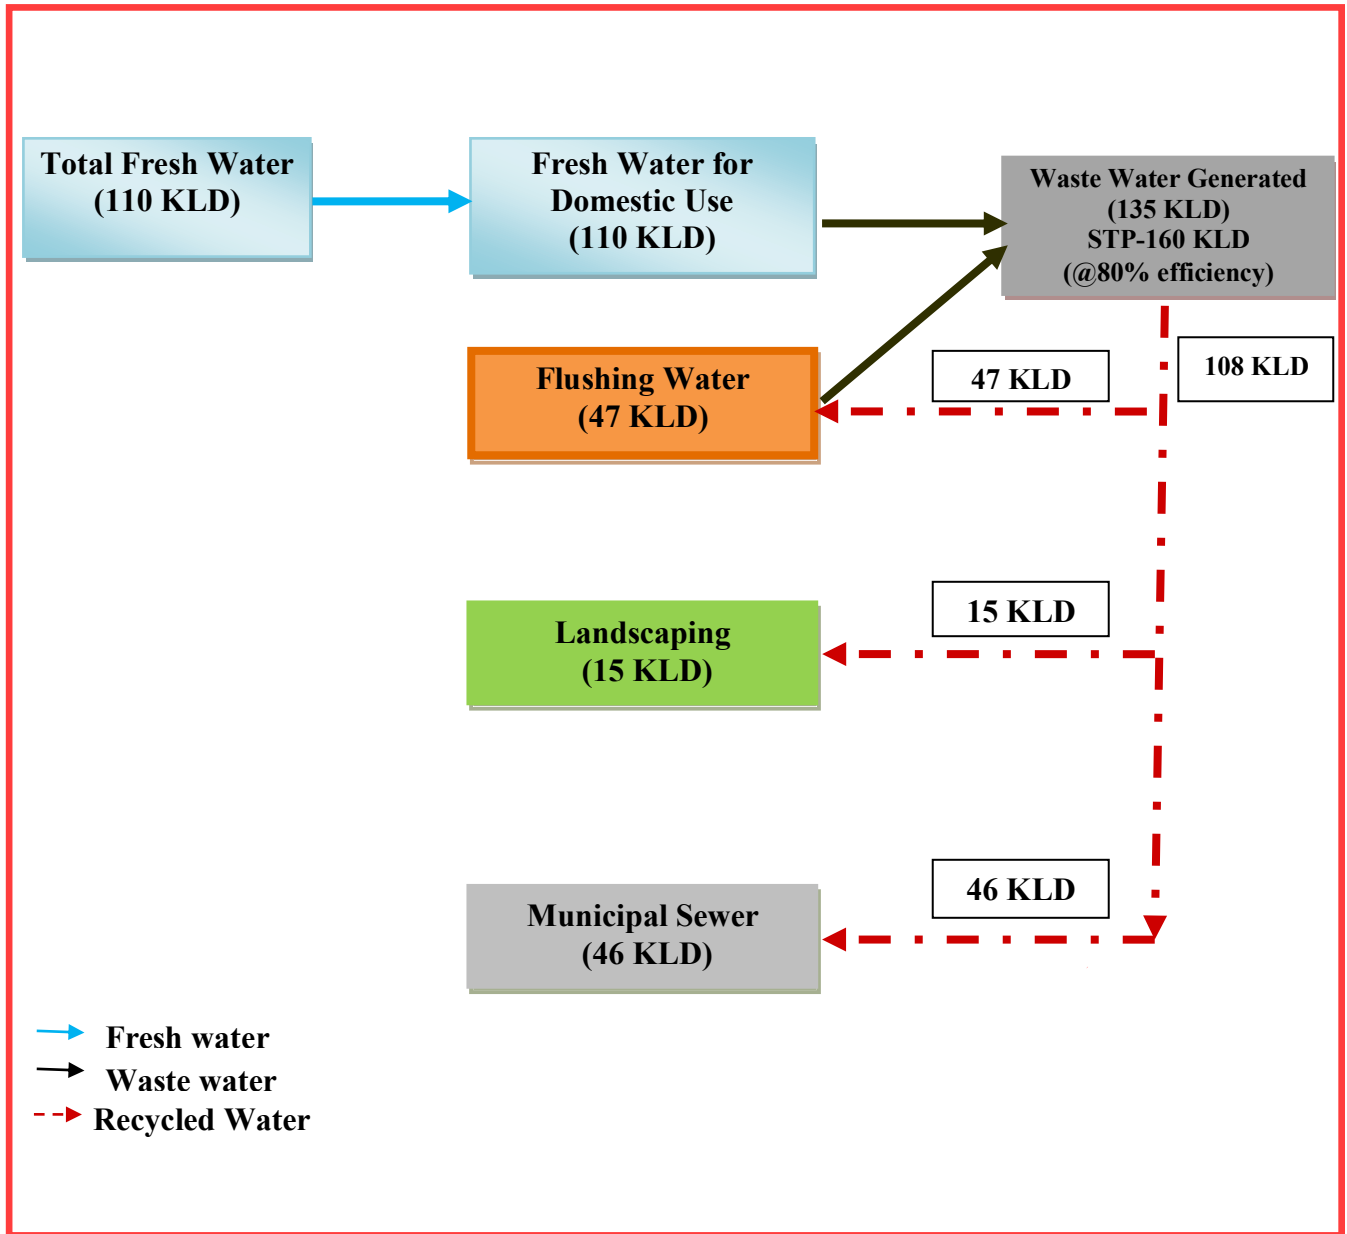 Total Fresh Water
(110 KLD)
Fresh Water for
Domestic Use
(110 KLD)
Waste Water Generated
(135 KLD)
STP-160 KLD
(@80% efficiency)
Flushing Water
(47 KLD)
47 KLD
108 KLD
Landscaping
(15 KLD)
15 KLD
Municipal Sewer
(46 KLD)
46 KLD
Fresh water
Waste water
Recycled Water